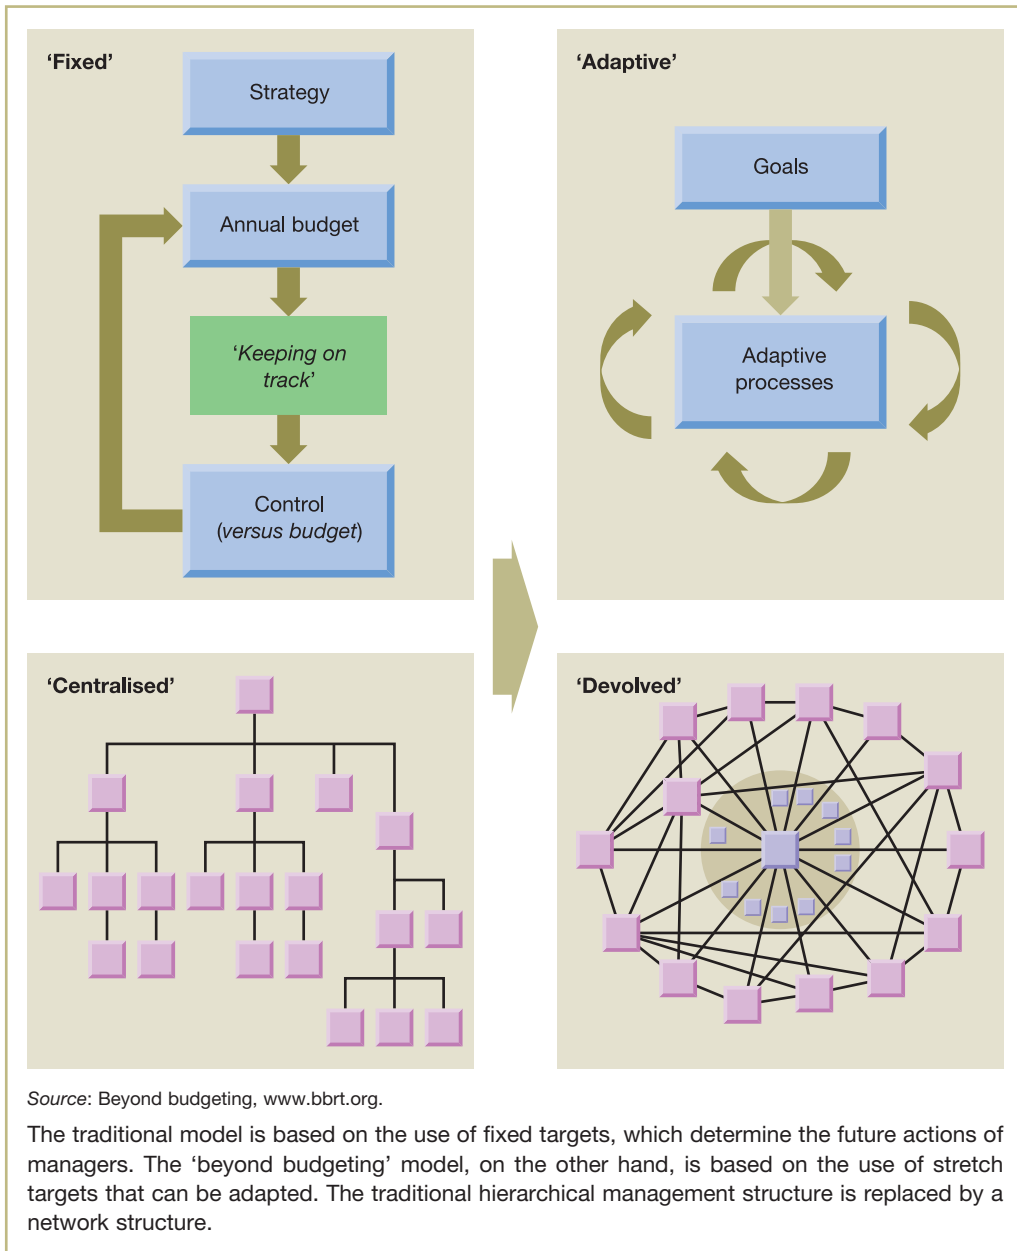 ‘Fixed’
Strategy
Annual budget
‘Keeping on
track’
Control
(versus budget)
‘Adaptive’
Goals
Adaptive
processes
‘Centralised’
‘Devolved’
Source: Beyond budgeting, www.bbrt.org.
The traditional model is based on the use of fixed targets, which determine the future actions of
managers. The ‘beyond budgeting’ model, on the other hand, is based on the use of stretch
targets that can be adapted. The traditional hierarchical management structure is replaced by a
network structure.